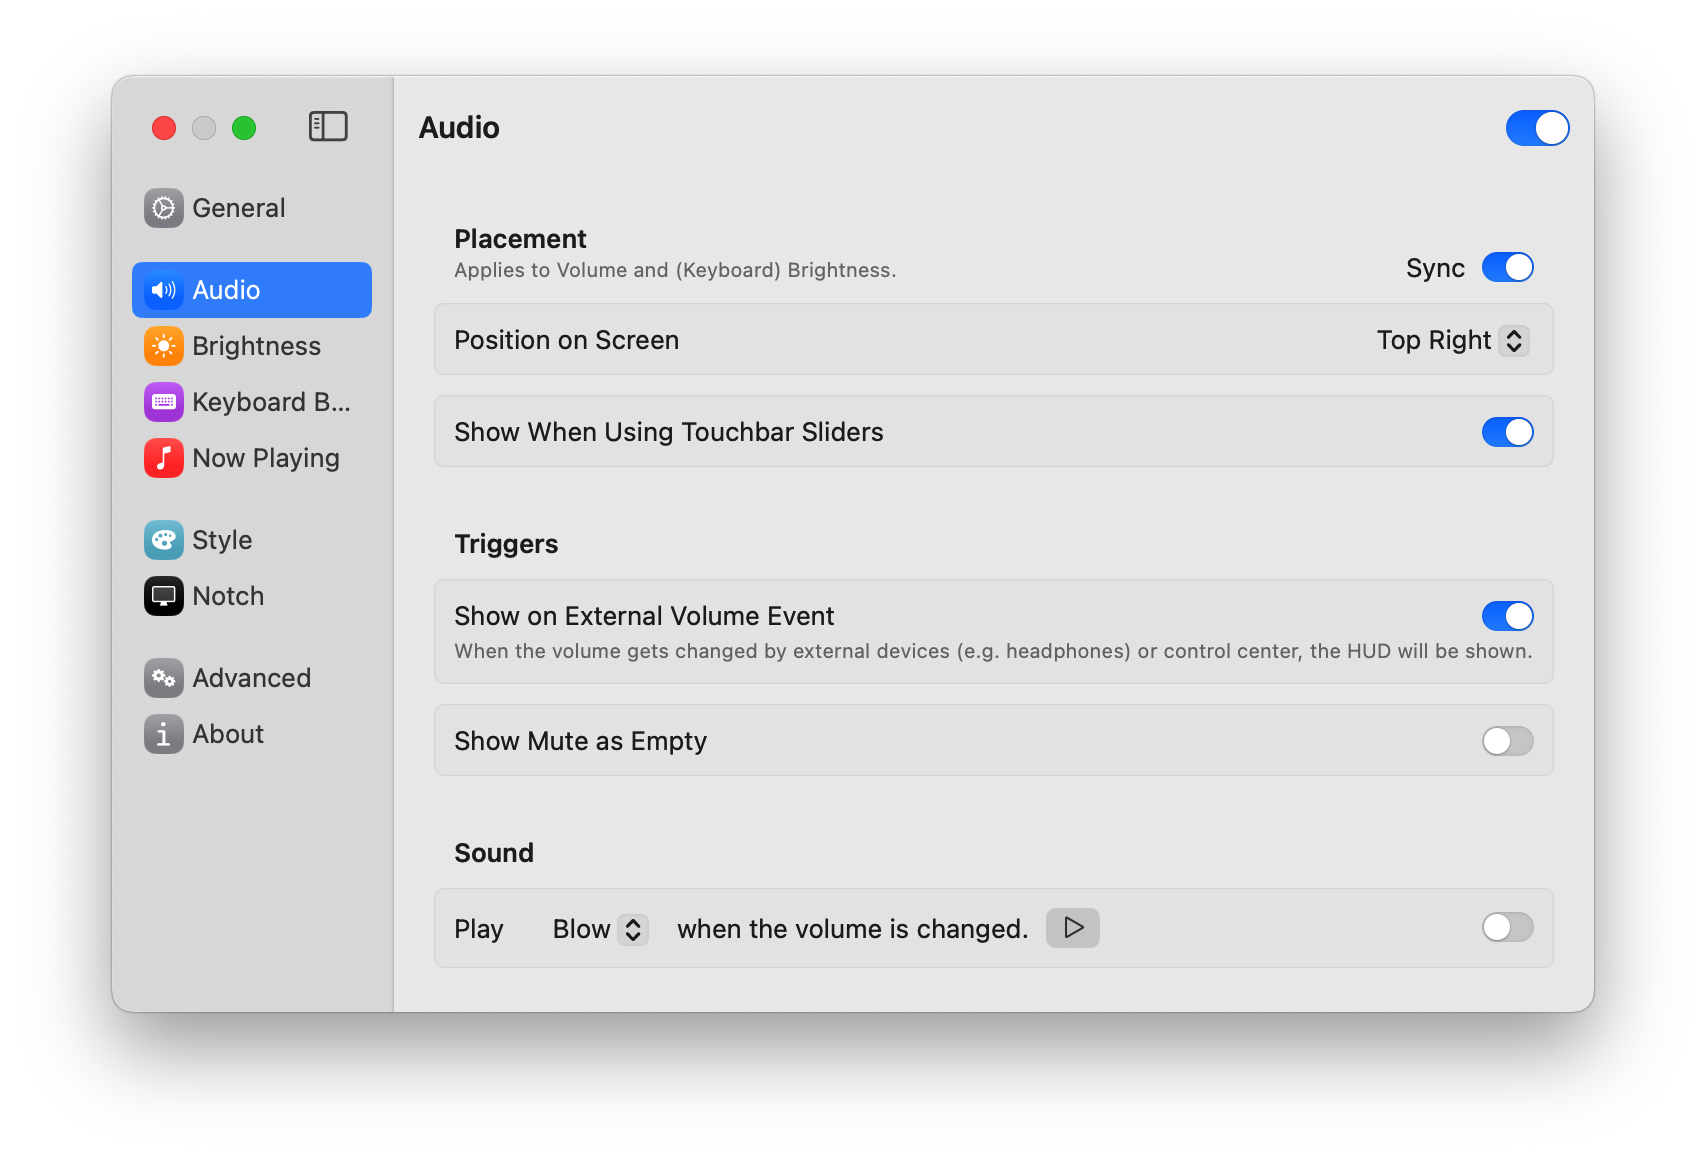 General
Audio
Brightness
Keyboard B...
Now Playing
Style
Notch
Advanced
About
Audio
Placement
Applies to Volume and (Keyboard) Brightness.
Sync
Position on Screen
Top Right
Show When Using Touchbar Sliders
Triggers
Show on External Volume Event
When the volume gets changed by external devices (e.g. headphones) or control center, the HUD will be shown.
Show Mute as Empty
Sound
Play Blow when the volume is changed.